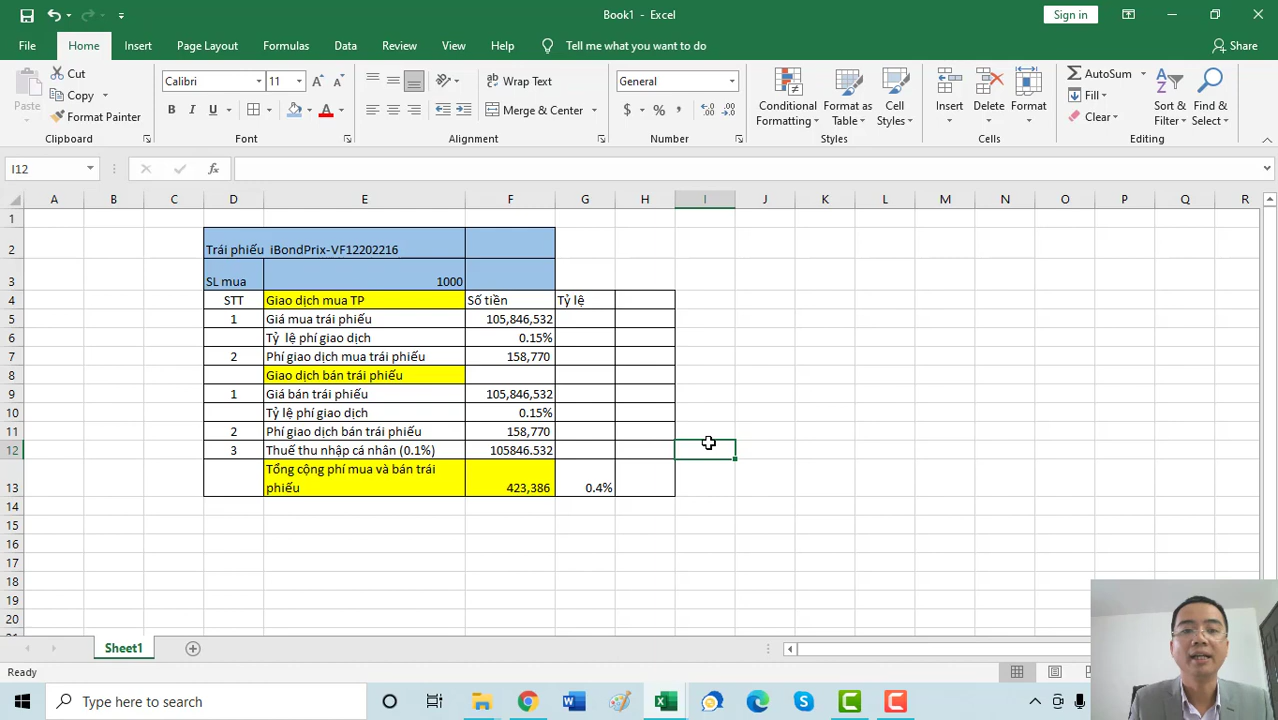 Book1 - Excel
Sign in
File Home Insert Page Layout Formulas Data Review View Help Tell me what you want to do Share
Paste
Cut
Copy
Format Painter
Clipboard
Calibri 11
B I U
Font
Wrap Text
Merge & Center
Alignment
General
$ % ,
Number
Conditional Formatting
Format as Table
Cell Styles
Styles
Insert Delete Format
Cells
AutoSum
Fill
Clear
Sort & Filter
Find & Select
Editing
I12
fx
A B C D E F G H I J K L M N O P Q R
1
2 Trái phiếu iBondPrix-VF12202216
3 SL mua 1000
4 STT Giao dịch mua TP Số tiền Tỷ lệ
5 1 Giá mua trái phiếu 105,846,532
6 Tỷ lệ phí giao dịch 0.15%
7 2 Phí giao dịch mua trái phiếu 158,770
8 Giao dịch bán trái phiếu
9 1 Giá bán trái phiếu 105,846,532
10 Tỷ lệ phí giao dịch 0.15%
11 2 Phí giao dịch bán trái phiếu 158,770
12 3 Thuế thu nhập cá nhân (0.1%) 105846.532
Tổng cộng phí mua và bán trái
13 phiếu 423,386 0.4%
14
15
16
17
18
19
20
Sheet1
Ready
Type here to search